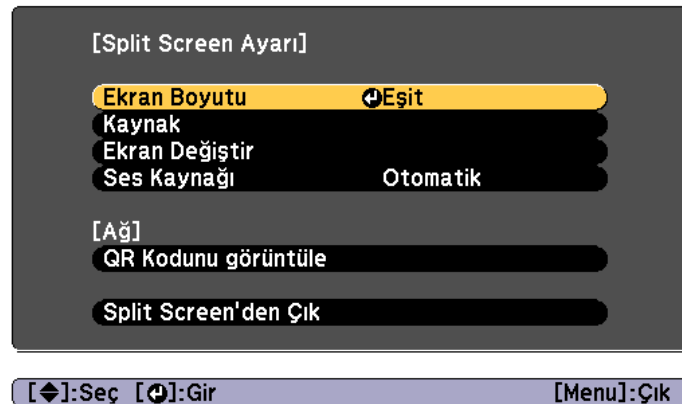 [Split Screen Ayarı]
Ekran Boyutu Eşit
Kaynak
Ekran Değiştir
Ses Kaynağı Otomatik
[Ağ]
QR Kodunu görüntüle
Split Screen'den Çık
[◆]:Seç [↵]:Gir [Menu]:Çık